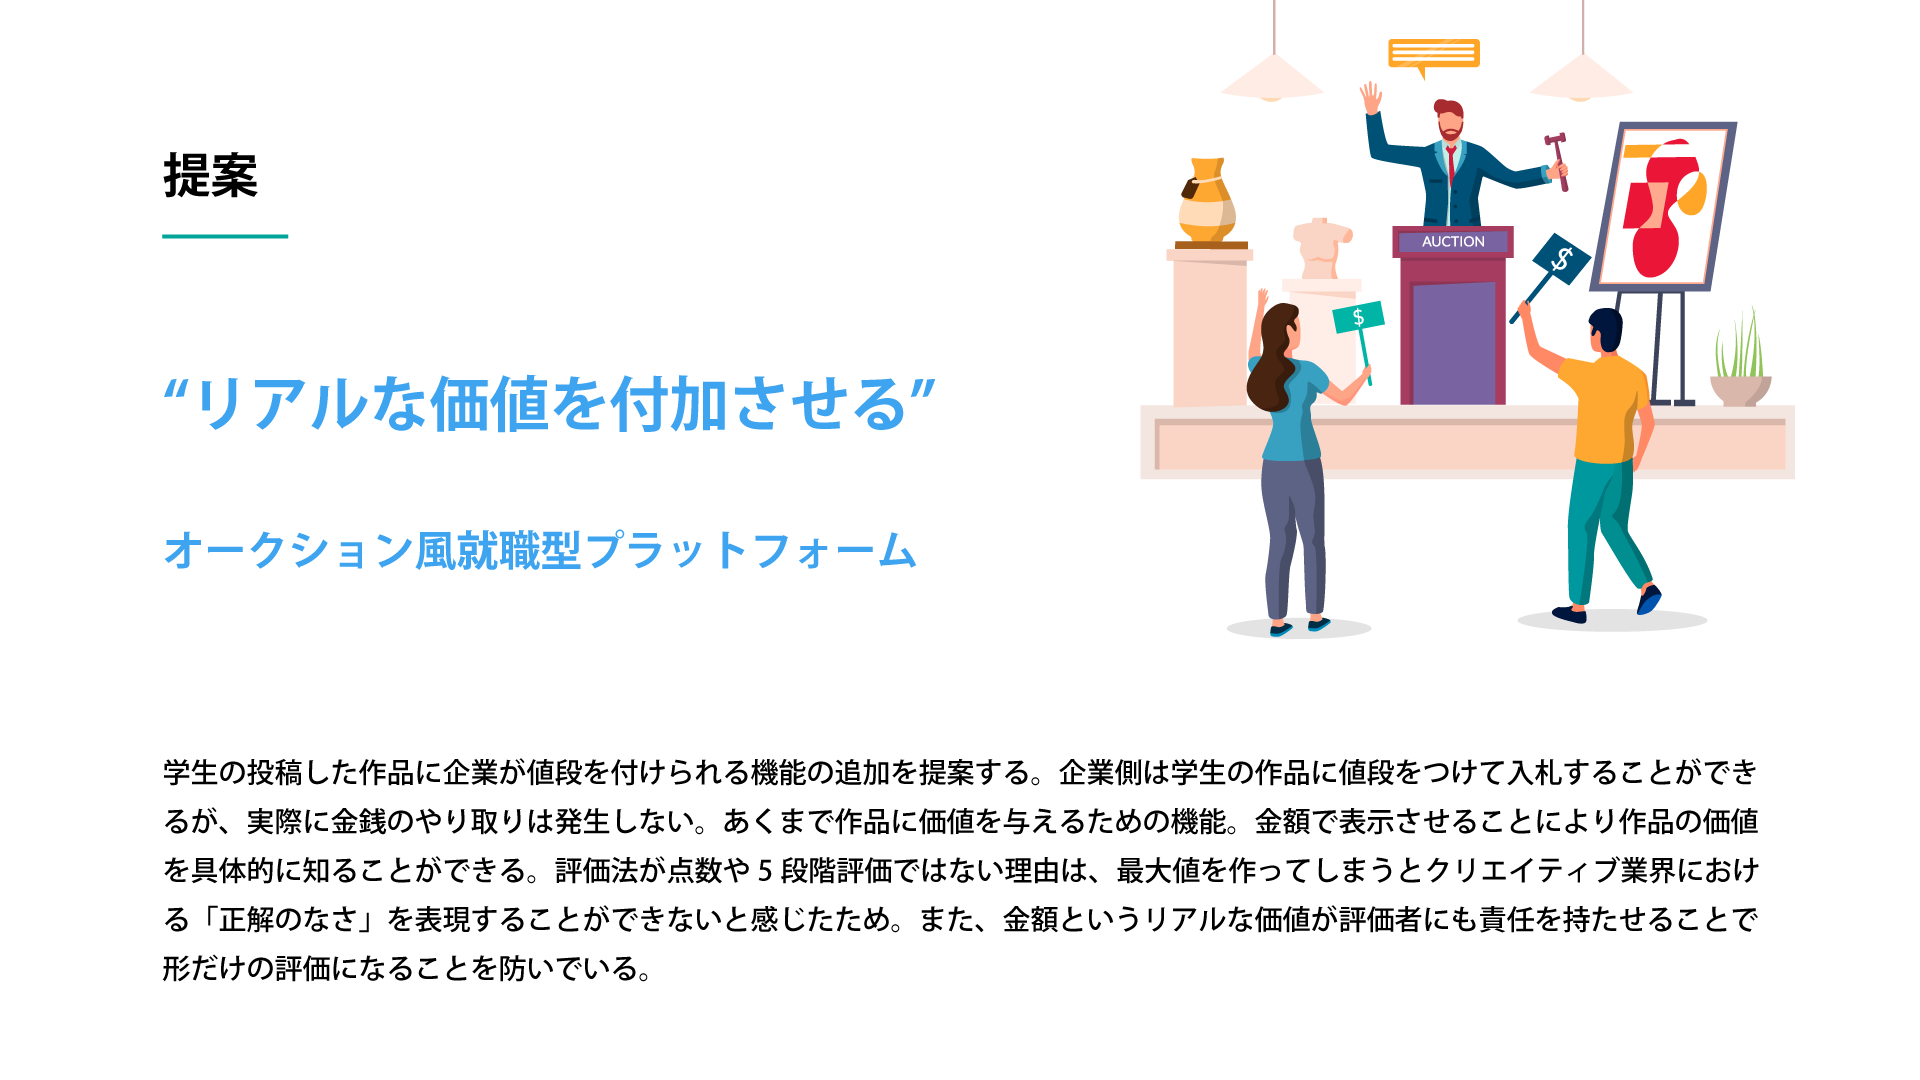 提案
“リアルな価値を付加させる”
オークション風就職型プラットフォーム
AUCTION
$
$
学生の投稿した作品に企業が値段を付けられる機能の追加を提案する。企業側は学生の作品に値段をつけて入札することができ
るが、実際に金銭のやり取りは発生しない。あくまで作品に価値を与えるための機能。金額で表示させることにより作品の価値
を具体的に知ることができる。評価法が点数や 5 段階評価ではない理由は、最大値を作ってしまうとクリエイティブ業界におけ
る「正解のなさ」を表現することができないと感じたため。また、金額というリアルな価値が評価者にも責任を持たせることで
形だけの評価になることを防いでいる。